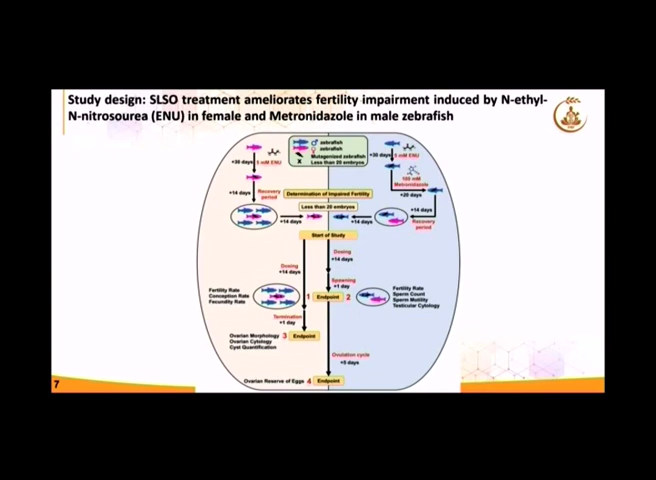 Study design: SLSO treatment ameliorates fertility impairment induced by N-ethyl-
N-nitrosourea (ENU) in female and Metronidazole in male zebrafish
zebrafish
zebrafish
Mutagenized zebrafish
X Less than 20 embryos
+30 days 5 mM ENU
+14 days Recovery
period
+14 days
+30 days 5 mM ENU
100 mM
Metronidazole
+20 days
+14 days
Recovery
period
+14 days
Determination of Impaired Fertility
Less than 20 embryos
Start of Study
Dosing
+14 days
Dosing
+14 days
Spawning
+1 day
Fertility Rate
Conception Rate
Fecundity Rate
1 Endpoint 2
Fertility Rate
Sperm Count
Sperm Motility
Testicular Cytology
Termination
+1 day
Ovarian Morphology
Ovarian Cytology
Cyst Quantification
3 Endpoint
Ovulation cycle
+5 days
Ovarian Reserve of Eggs 4 Endpoint
7